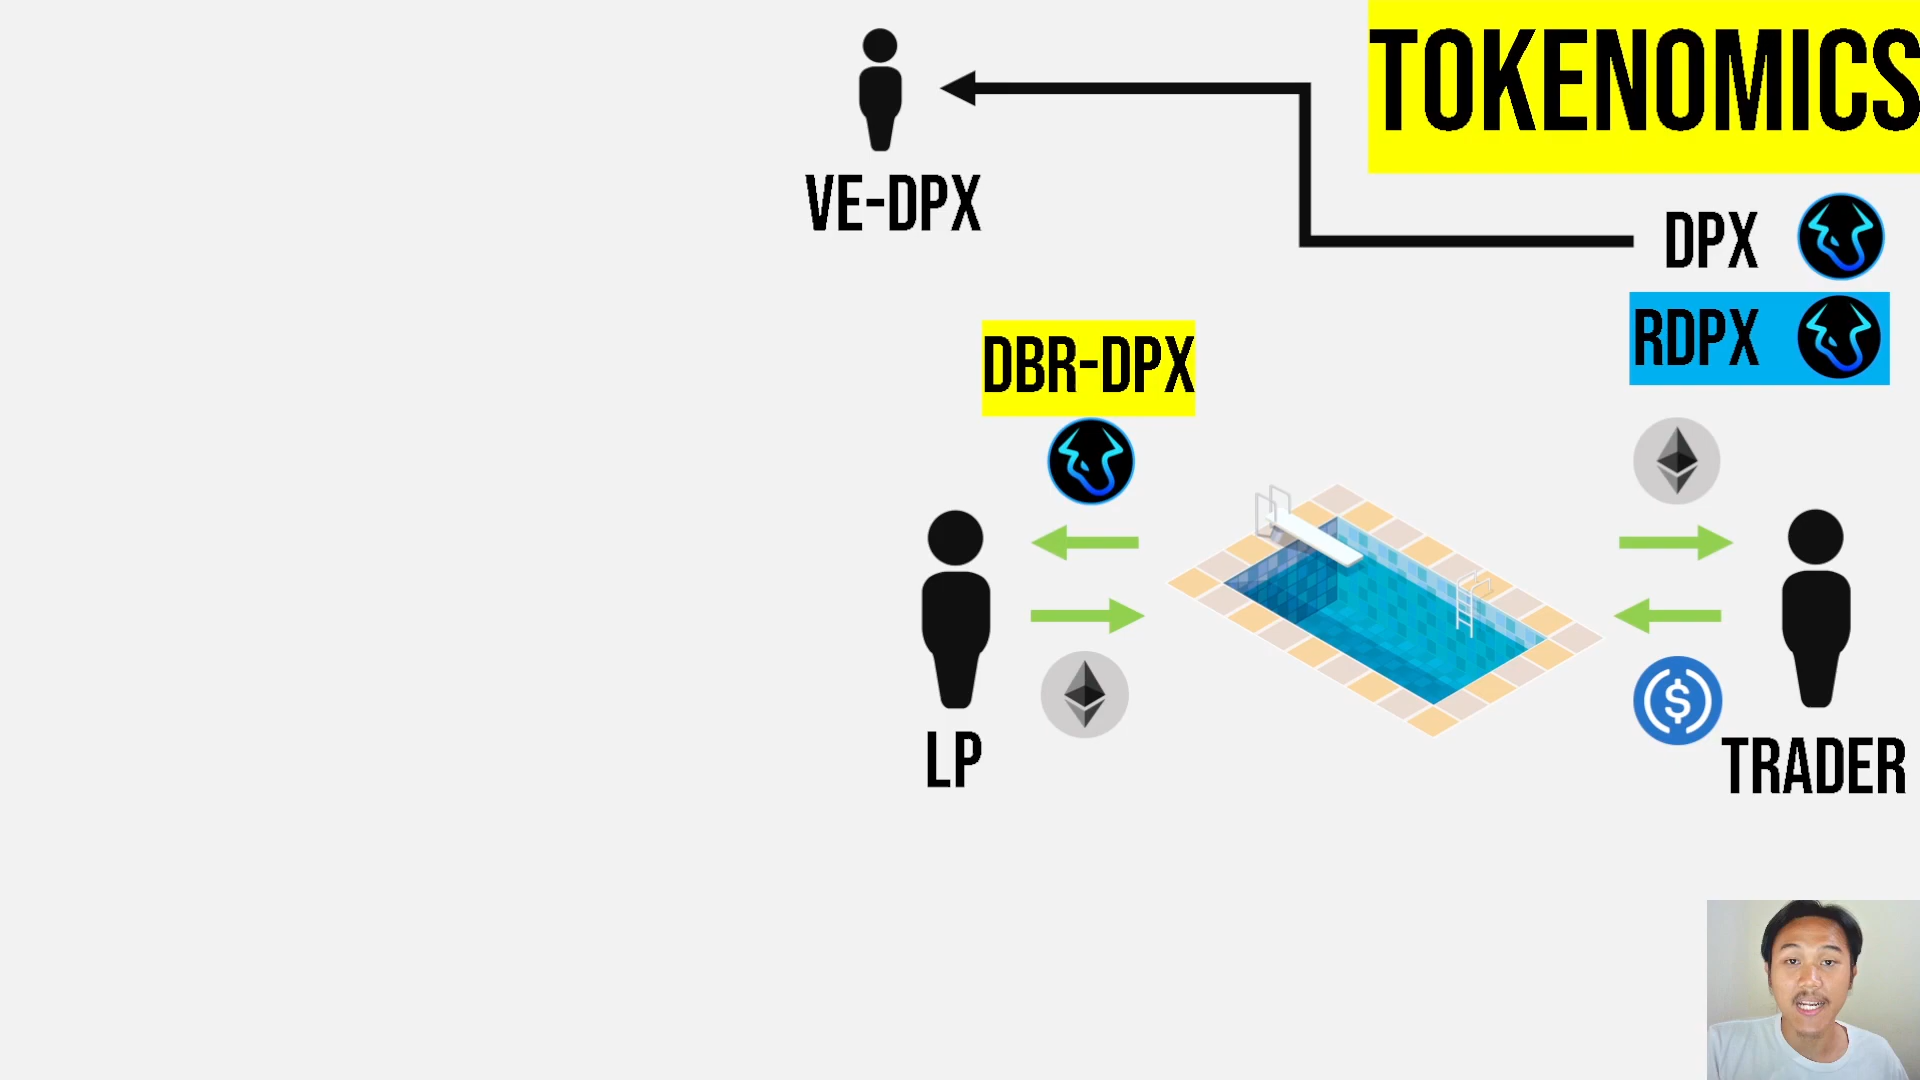 TOKENOMICS
VE-DPX
DPX
RDPX
DBR-DPX
LP
$
TRADER